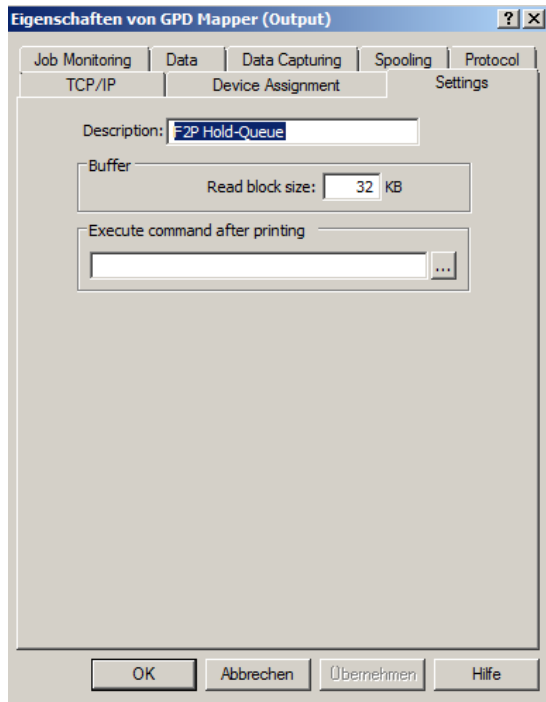 Eigenschaften von GPD Mapper (Output)
Job Monitoring Data Data Capturing Spooling Protocol
TCP/IP Device Assignment Settings
Description: F2P Hold-Queue
Buffer
Read block size: 32 KB
Execute command after printing
...
OK Abbrechen Übernehmen Hilfe